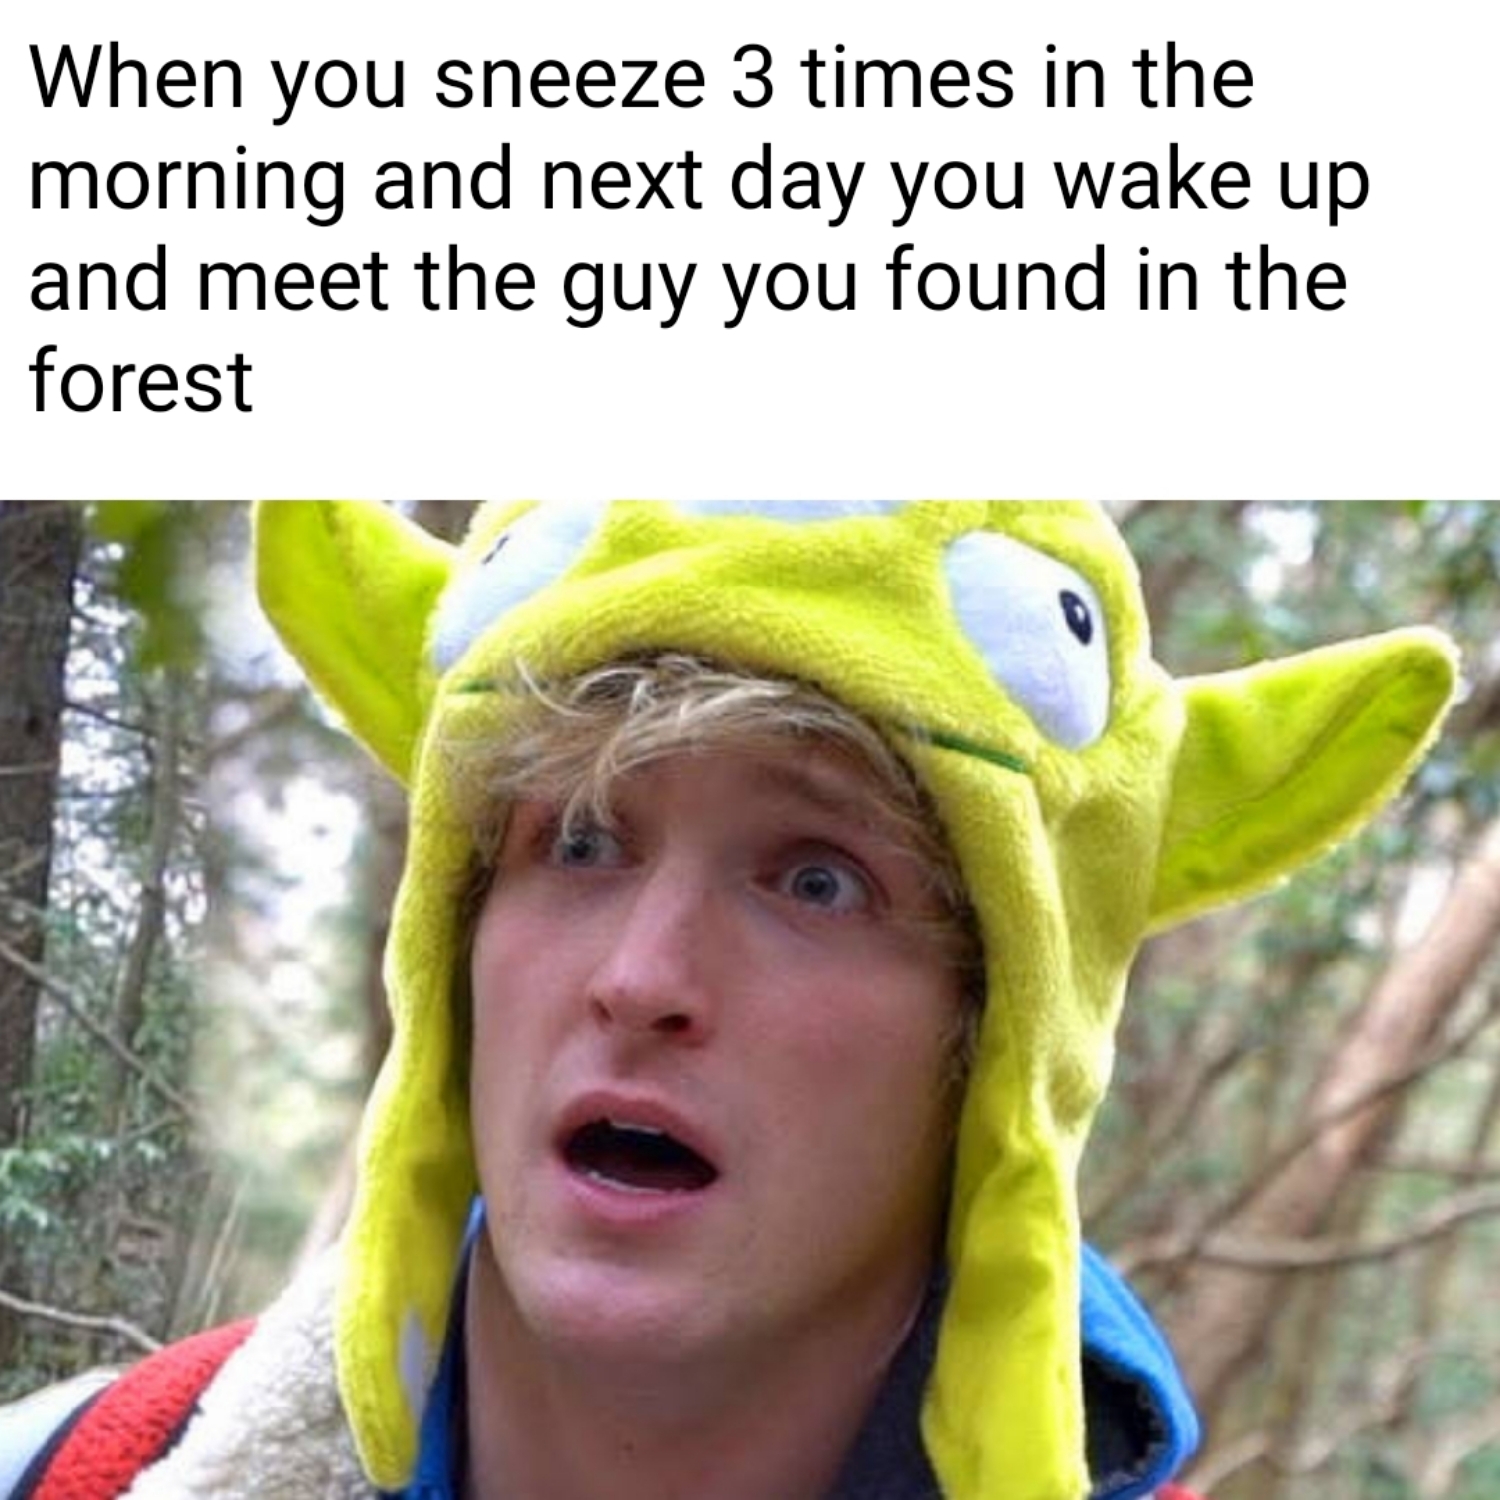 When you sneeze 3 times in the
morning and next day you wake up
and meet the guy you found in the
forest